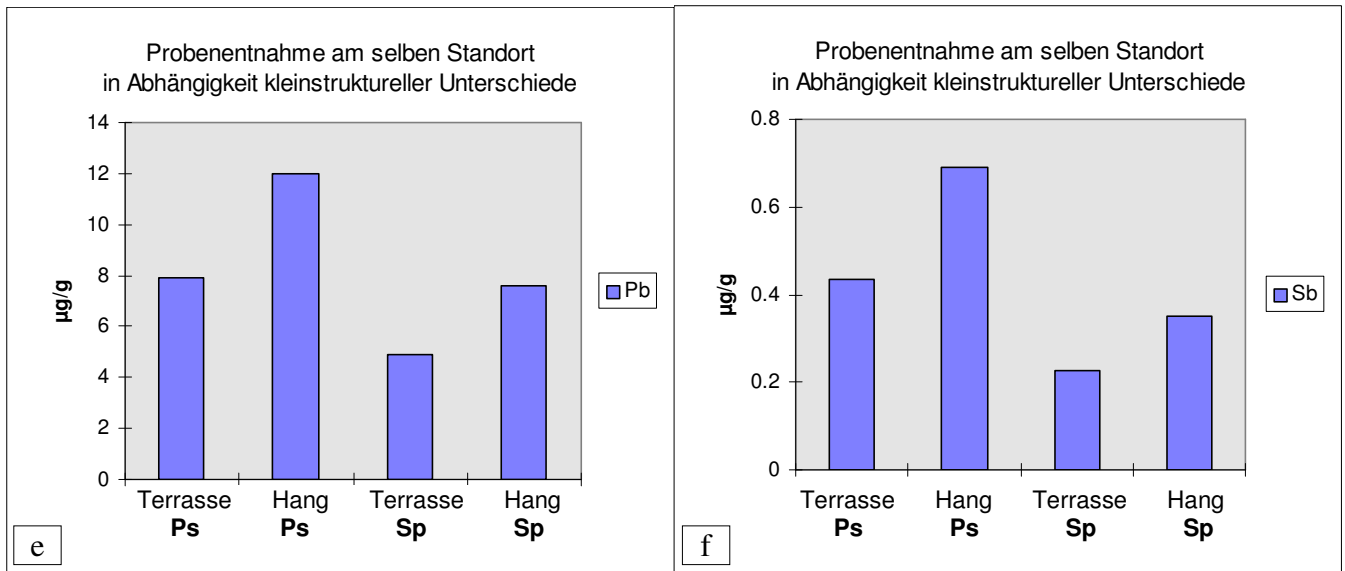 Probenentnahme am selben Standort
in Abhängigkeit kleinstruktureller Unterschiede
14
12
10
8
6
4
2
0
µg/g
Terrasse Hang Terrasse Hang
Ps Ps Sp Sp
Pb
e
Probenentnahme am selben Standort
in Abhängigkeit kleinstruktureller Unterschiede
0.8
0.6
0.4
0.2
0
µg/g
Terrasse Hang Terrasse Hang
Ps Ps Sp Sp
Sb
f